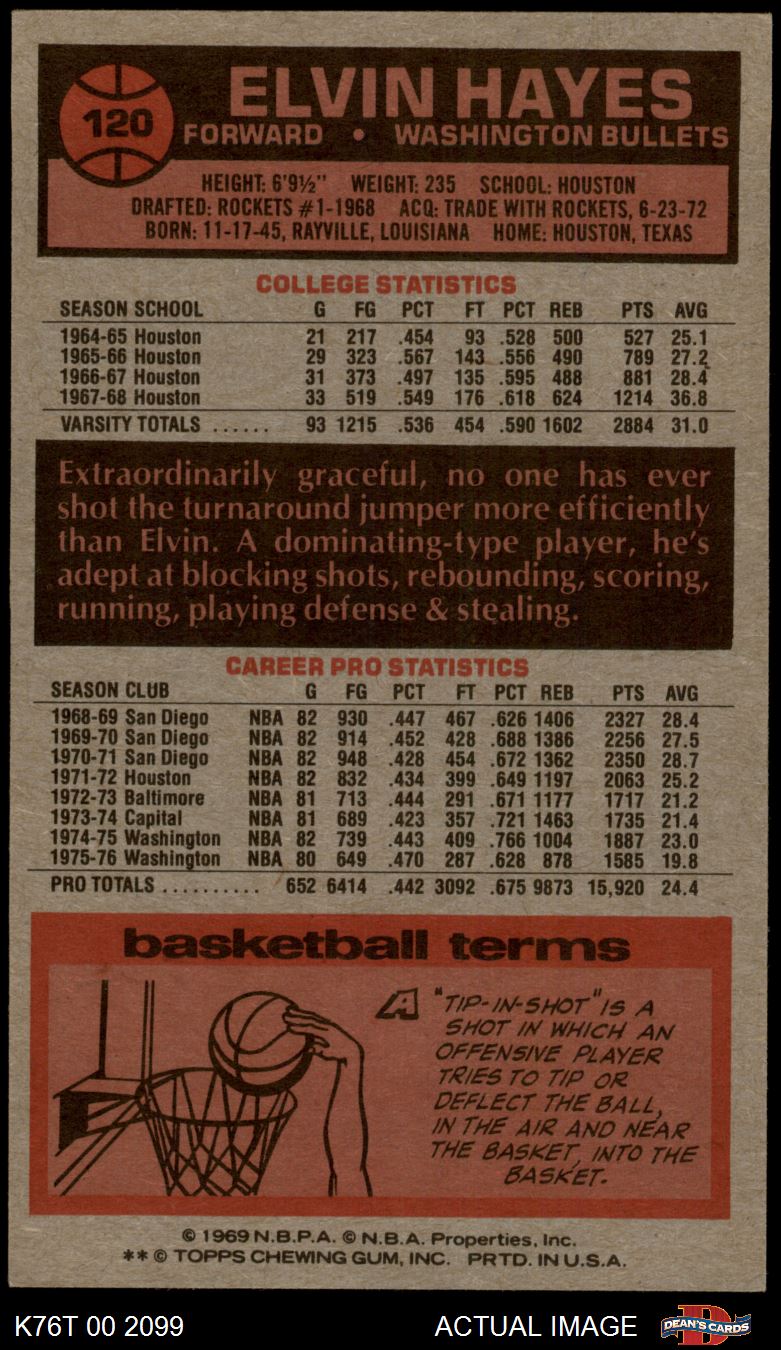 120
ELVIN HAYES
FORWARD • WASHINGTON BULLETS
HEIGHT: 6'9½" WEIGHT: 235 SCHOOL: HOUSTON
DRAFTED: ROCKETS #1-1968 ACQ: TRADE WITH ROCKETS, 6-23-72
BORN: 11-17-45, RAYVILLE, LOUISIANA HOME: HOUSTON, TEXAS
COLLEGE STATISTICS
SEASON SCHOOL G FG PCT FT PCT REB PTS AVG
1964-65 Houston 21 217 .454 93 .528 500 527 25.1
1965-66 Houston 29 323 .567 143 .556 490 789 27.2
1966-67 Houston 31 373 .497 135 .595 488 881 28.4
1967-68 Houston 33 519 .549 176 .618 624 1214 36.8
VARSITY TOTALS ...... 93 1215 .536 454 .590 1602 2884 31.0
Extraordinarily graceful, no one has ever
shot the turnaround jumper more efficiently
than Elvin. A dominating-type player, he's
adept at blocking shots, rebounding, scoring,
running, playing defense & stealing.
CAREER PRO STATISTICS
SEASON CLUB G FG PCT FT PCT REB PTS AVG
1968-69 San Diego NBA 82 930 .447 467 .626 1406 2327 28.4
1969-70 San Diego NBA 82 914 .452 428 .688 1386 2256 27.5
1970-71 San Diego NBA 82 948 .428 454 .672 1362 2350 28.7
1971-72 Houston NBA 82 832 .434 399 .649 1197 2063 25.2
1972-73 Baltimore NBA 81 713 .444 291 .671 1177 1717 21.2
1973-74 Capital NBA 81 689 .423 357 .721 1463 1735 21.4
1974-75 Washington NBA 82 739 .443 409 .766 1004 1887 23.0
1975-76 Washington NBA 80 649 .470 287 .628 878 1585 19.8
PRO TOTALS .......... 652 6414 .442 3092 .675 9873 15,920 24.4
basketball terms
A "TIP-IN-SHOT" IS A
SHOT IN WHICH AN
OFFENSIVE PLAYER
TRIES TO TIP OR
DEFLECT THE BALL,
IN THE AIR AND NEAR
THE BASKET, INTO THE
BASKET.
© 1969 N.B.P.A. © N.B.A. Properties, Inc.
** © TOPPS CHEWING GUM, INC. PRTD. IN U.S.A.
K76T 00 2099 ACTUAL IMAGE D DEAN'S CARDS